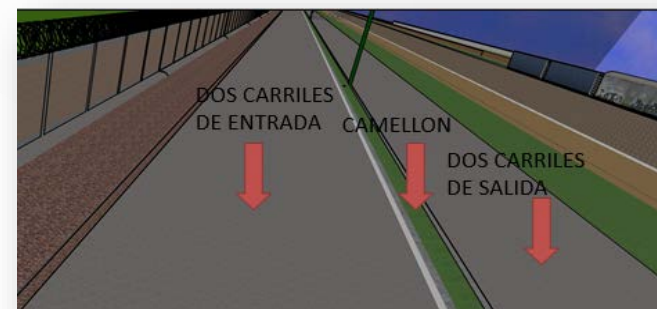 DOS CARRILES
DE ENTRADA
CAMELLON
DOS CARRILES
DE SALIDA